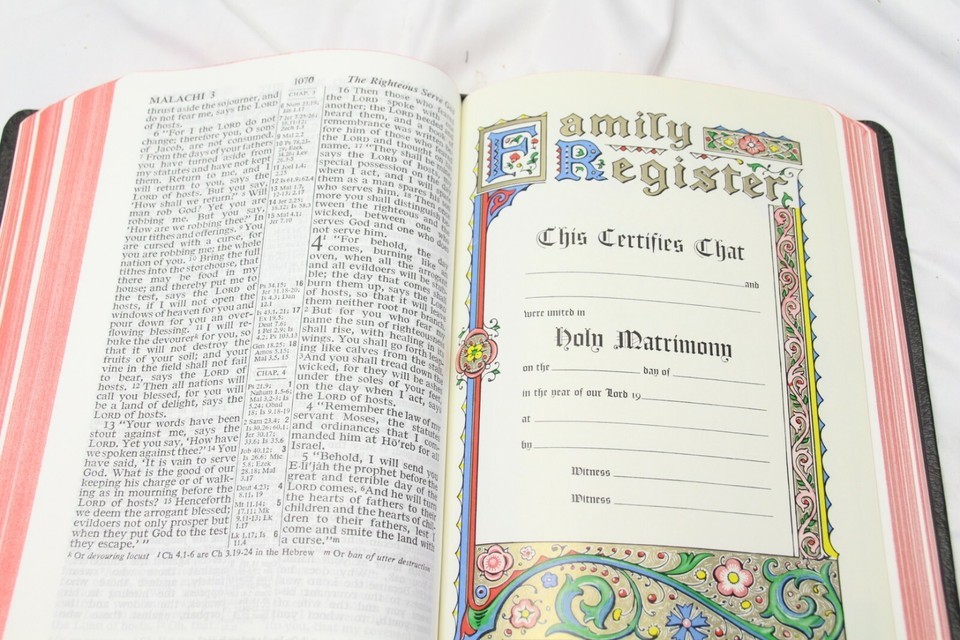 MALACHI 3
1070
The Righteous Serve
thrust aside the sojourner, and
do not fear me, says the LORD
of hosts.
6 "For I the LORD do not
change; therefore you, O sons
of Jacob, are not consumed.
7 From the days of your fathers
you have turned aside from
my statutes and have not kept
them. Return to me, and I
will return to you, says the
LORD of hosts. But you say,
'How shall we return?' 8 Will
man rob God? Yet you are
robbing me. But you say,
'How are we robbing thee?' In
your tithes and offerings. 9 You
are cursed with a curse, for
you are robbing me; the whole
nation of you. 10 Bring the full
tithes into the storehouse, that
there may be food in my
house; and thereby put me to
the test, says the LORD of
hosts, if I will not open the
windows of heaven for you and
pour down for you an over-
flowing blessing. 11 I will re-
buke the devourer for you, so
that it will not destroy the
fruits of your soil; and your
vine in the field shall not fail
to bear, says the LORD of
hosts. 12 Then all nations will
call you blessed, for you will
be a land of delight, says the
LORD of hosts.
13 "Your words have been
stout against me, says the
LORD. Yet you say, 'How have
we spoken against thee?' 14 You
have said, 'It is vain to serve
God. What is the good of our
keeping his charge or of walk-
ing as in mourning before the
LORD of hosts? 15 Henceforth
we deem the arrogant blessed;
evildoers not only prosper but
when they put God to the test
they escape.'"
CHAP. 4
16 Then those who
the LORD spoke with
another; the LORD heeded
heard them, and a book
remembrance was written
fore him of those who
the LORD and thought on
name. 17 "They shall be
says the LORD of hosts,
special possession on the
when I act, and I will
them as a man spares his
who serves him. 18 Then
more you shall distinguish
tween the righteous and
wicked, between one
serves God and one who
not serve him.
4 "For behold, the day
comes, burning like
oven, when all the arrogant
and all evildoers will be
ble; the day that comes shall
burn them up, says the LORD
of hosts, so that it will leave
them neither root nor branch.
2 But for you who fear my
name the sun of righteousness
shall rise, with healing in its
wings. You shall go forth leap-
ing like calves from the stall.
3 And you shall tread down the
wicked, for they will be ashes
under the soles of your feet,
on the day when I act, says
the LORD of hosts.
4 "Remember the law of my
servant Moses, the statutes
and ordinances that I com-
manded him at Ho'reb for all
Israel.
5 "Behold, I will send you
E-li'jah the prophet before the
great and terrible day of the
LORD comes. 6 And he will turn
the hearts of fathers to their
children and the hearts of chil-
dren to their fathers, lest I
come and smite the land with
a curse."m
k Or devouring locust l Ch 4.1-6 are Ch 3.19-24 in the Hebrew m Or ban of utter destruction
Family
Register
This Certifies That
and
were united in
Holy Matrimony
on the day of
in the year of our Lord 19
at
by
Witness
Witness